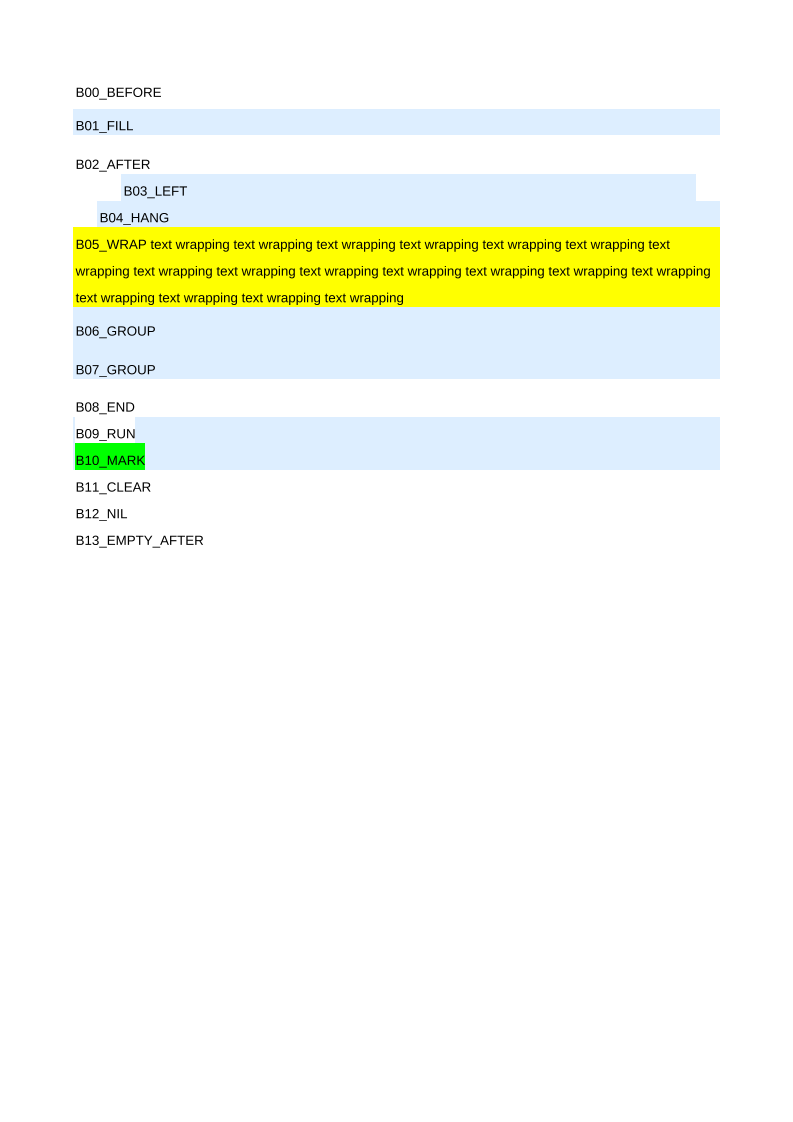 B00_BEFORE
B01_FILL
B02_AFTER
B03_LEFT
B04_HANG
B05_WRAP text wrapping text wrapping text wrapping text wrapping text wrapping text wrapping text
wrapping text wrapping text wrapping text wrapping text wrapping text wrapping text wrapping text wrapping
text wrapping text wrapping text wrapping text wrapping
B06_GROUP
B07_GROUP
B08_END
B09_RUN
B10_MARK
B11_CLEAR
B12_NIL
B13_EMPTY_AFTER